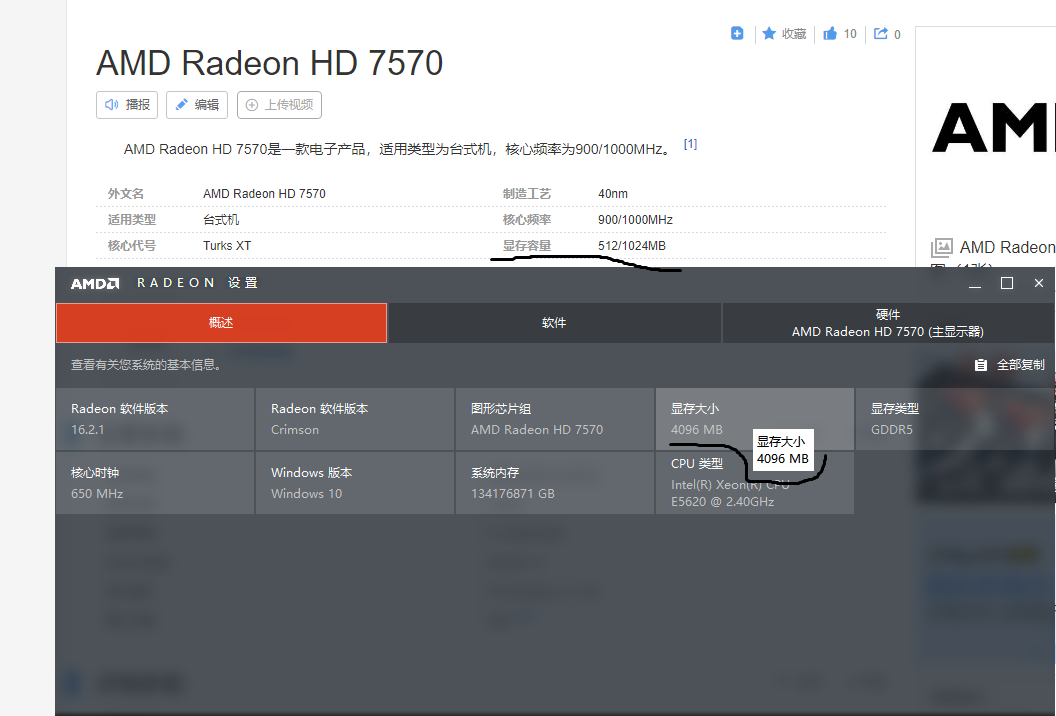 收藏 10 0
AMD Radeon HD 7570
播报 编辑 上传视频
AMD Radeon HD 7570是一款电子产品，适用类型为台式机，核心频率为900/1000MHz。 [1]
外文名 AMD Radeon HD 7570 制造工艺 40nm
适用类型 台式机 核心频率 900/1000MHz
核心代号 Turks XT 显存容量 512/1024MB
AMD Radeon
AMD RADEON 设置
概述 软件 硬件
AMD Radeon HD 7570 (主显示器)
查看有关您系统的基本信息。 全部复制
Radeon 软件版本 Radeon 软件版本 图形芯片组 显存大小 显存类型
16.2.1 Crimson AMD Radeon HD 7570 4096 MB GDDR5
显存大小
4096 MB
核心时钟 Windows 版本 系统内存 CPU 类型
650 MHz Windows 10 134176871 GB Intel(R) Xeon(R) CPU
E5620 @ 2.40GHz